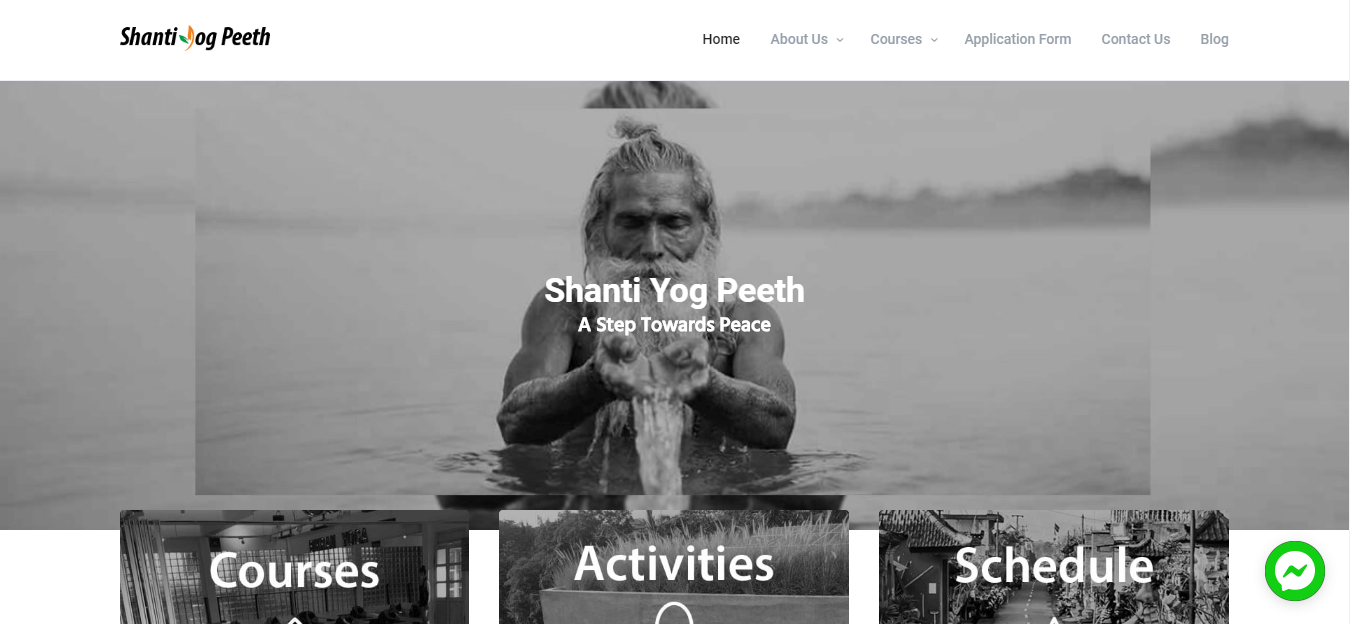 Shanti Yog Peeth
Home
About Us
Courses
Application Form
Contact Us
Blog
Shanti Yog Peeth
A Step Towards Peace
Courses
Activities
Schedule